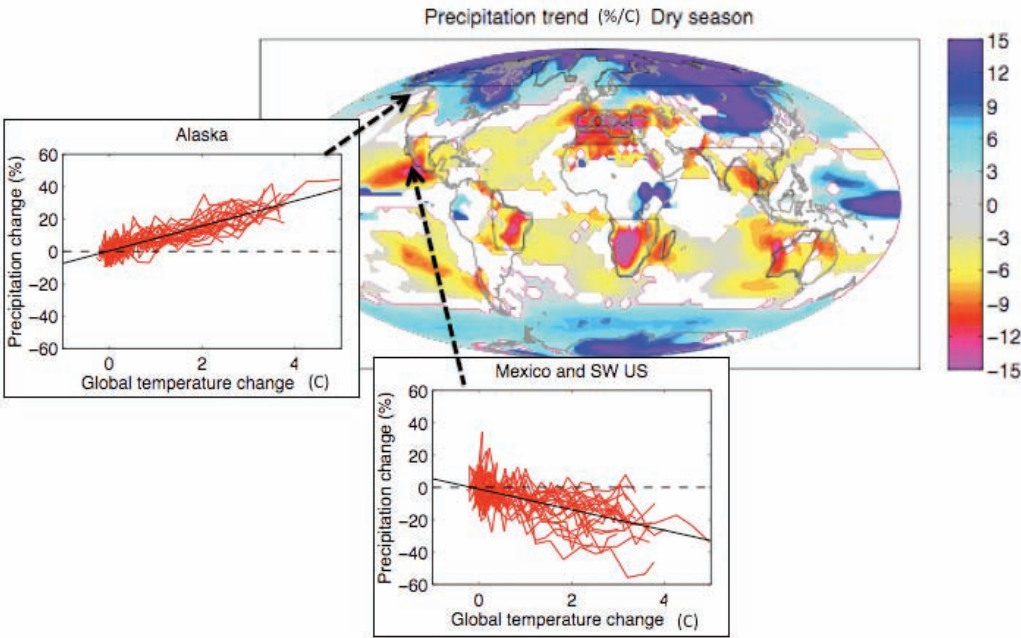 Precipitation trend (%/C) Dry season
15
12
9
6
3
0
−3
−6
−9
−12
−15
Alaska
Precipitation change (%)
60
40
20
0
−20
−40
−60
0 2 4
Global temperature change (C)
Mexico and SW US
Precipitation change (%)
60
40
20
0
−20
−40
−60
0 2 4
Global temperature change (C)